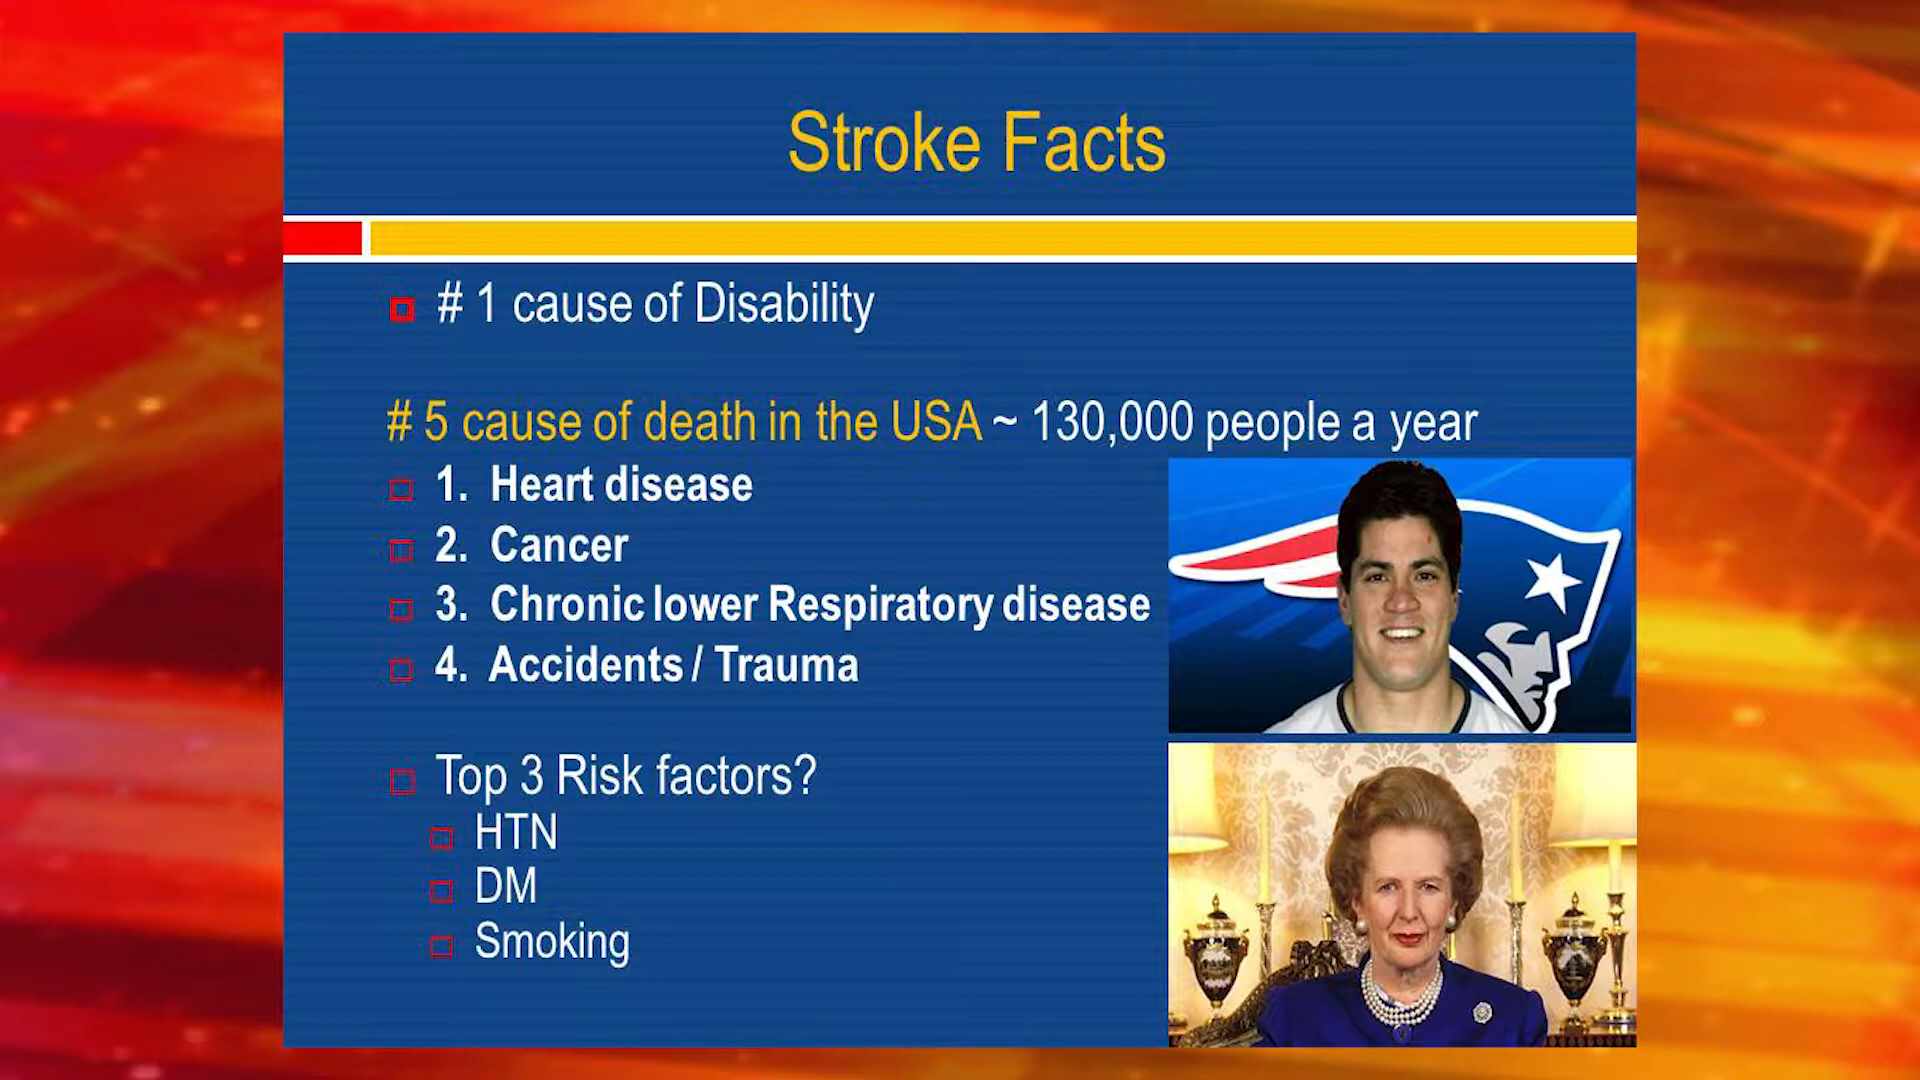 Stroke Facts
# 1 cause of Disability
# 5 cause of death in the USA ~ 130,000 people a year
1. Heart disease
2. Cancer
3. Chronic lower Respiratory disease
4. Accidents / Trauma
Top 3 Risk factors?
HTN
DM
Smoking